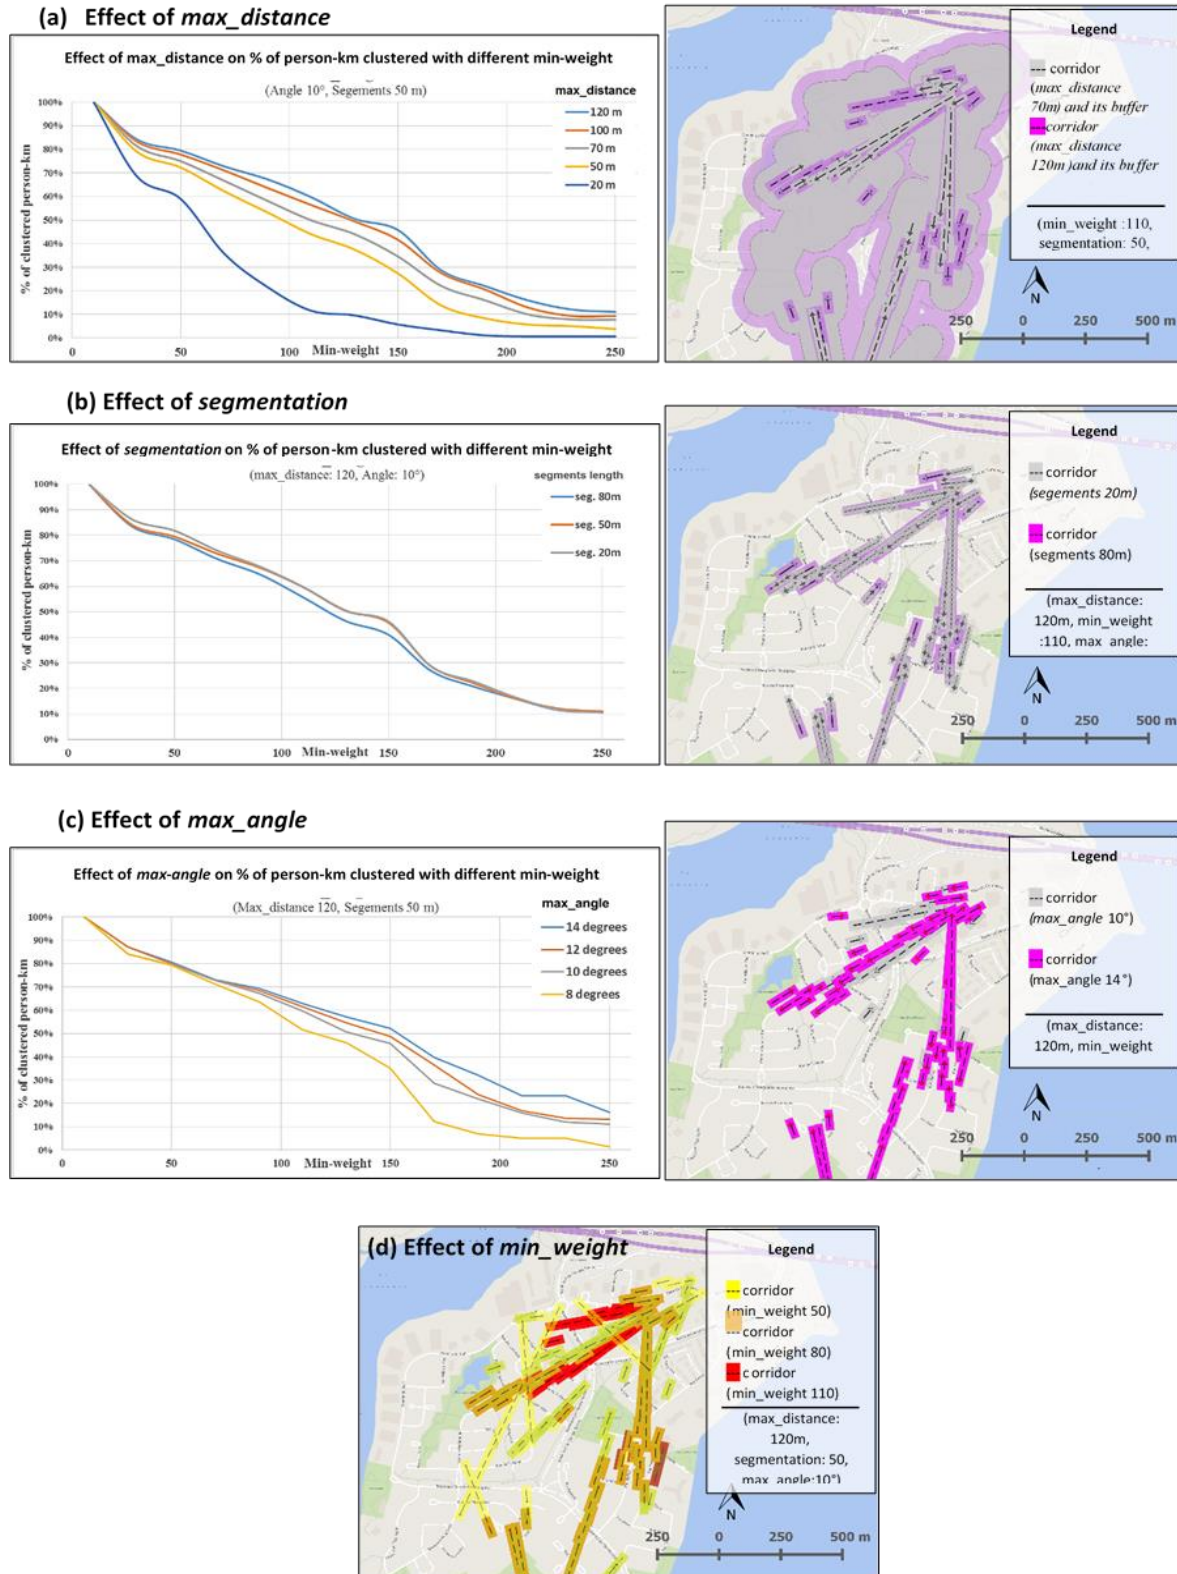 (a) Effect of max_distance
Effect of max_distance on % of person-km clustered with different min-weight
(Angle 10°, Segements 50 m)
max_distance
120 m
100 m
70 m
50 m
20 m
% of clustered person-km
100%
90%
80%
70%
60%
50%
40%
30%
20%
10%
0%
0
50
100
150
200
250
Min-weight
Legend
corridor
(max_distance
70m) and its buffer
corridor
(max_distance
120m )and its buffer
(min_weight :110,
segmentation: 50,
N
250
0
250
500 m
(b) Effect of segmentation
Effect of segmentation on % of person-km clustered with different min-weight
(max_distance: 120, Angle: 10°)
segments length
seg. 80m
seg. 50m
seg. 20m
% of clustered person-km
100%
90%
80%
70%
60%
50%
40%
30%
20%
10%
0%
0
50
100
150
200
250
Min-weight
Legend
corridor
(segements 20m)
corridor
(segments 80m)
(max_distance:
120m, min_weight
:110, max_angle:
N
250
0
250
500 m
(c) Effect of max_angle
Effect of max-angle on % of person-km clustered with different min-weight
(Max_distance 120, Segements 50 m)
max_angle
14 degrees
12 degrees
10 degrees
8 degrees
% of clustered person-km
100%
90%
80%
70%
60%
50%
40%
30%
20%
10%
0%
0
50
100
150
200
250
Min-weight
Legend
corridor
(max_angle 10°)
corridor
(max_angle 14°)
(max_distance:
120m, min_weight
N
250
0
250
500 m
(d) Effect of min_weight
Legend
corridor
(min_weight 50)
corridor
(min_weight 80)
c orridor
(min_weight 110)
(max_distance:
120m,
segmentation: 50,
max_angle:10°)
N
250
0
250
500 m